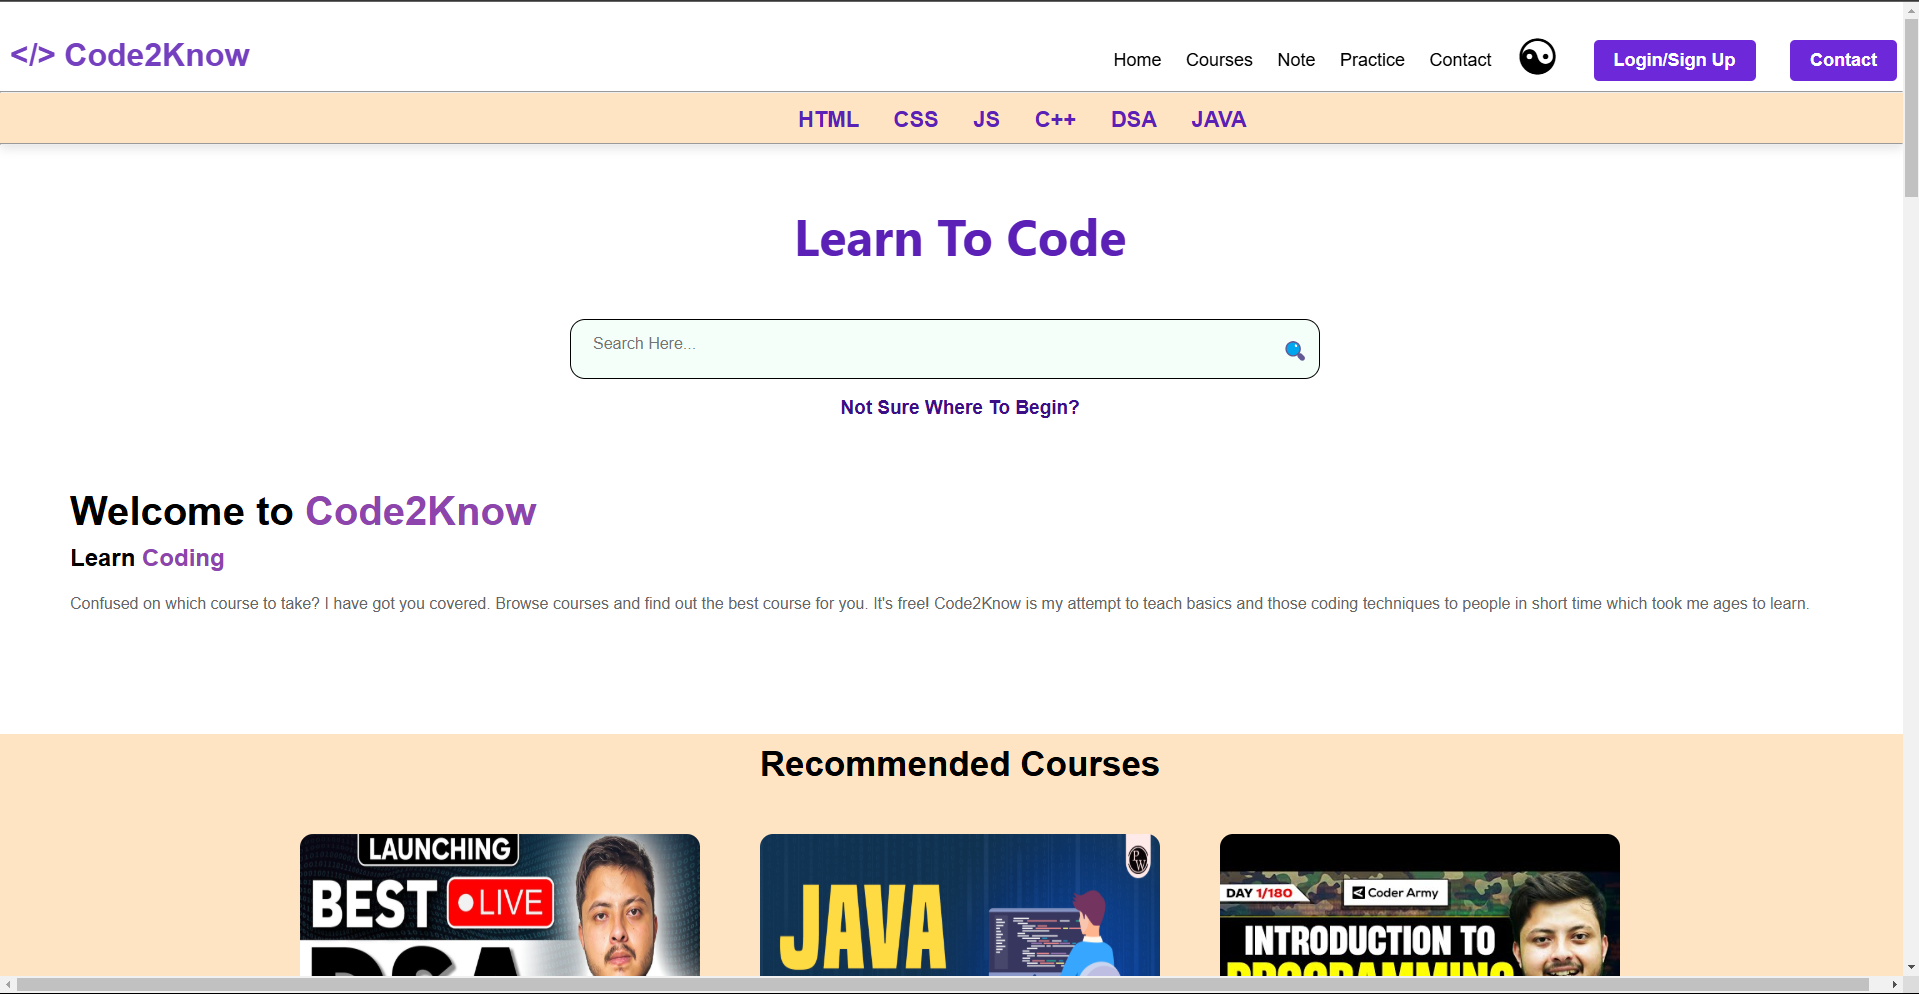 </> Code2Know
Home Courses Note Practice Contact Login/Sign Up Contact
HTML CSS JS C++ DSA JAVA
Learn To Code
Search Here...
Not Sure Where To Begin?
Welcome to Code2Know
Learn Coding
Confused on which course to take? I have got you covered. Browse courses and find out the best course for you. It's free! Code2Know is my attempt to teach basics and those coding techniques to people in short time which took me ages to learn.
Recommended Courses
LAUNCHING
BEST LIVE
DSA
PW
JAVA
DAY 1/180 Coder Army
INTRODUCTION TO
PROGRAMMING